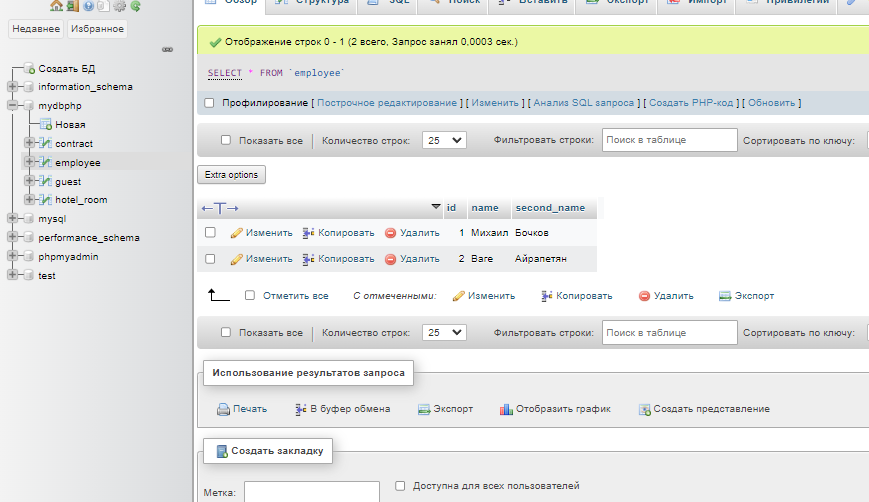 Обзор Структура SQL Поиск Вставить Экспорт Импорт Привилегии
Недавнее Избранное
Создать БД
information_schema
mydbphp
Новая
contract
employee
guest
hotel_room
mysql
performance_schema
phpmyadmin
test
Отображение строк 0 - 1 (2 всего, Запрос занял 0,0003 сек.)
SELECT * FROM `employee`
Профилирование [ Построчное редактирование ] [ Изменить ] [ Анализ SQL запроса ] [ Создать PHP-код ] [ Обновить ]
Показать все Количество строк: 25 Фильтровать строки: Поиск в таблице Сортировать по ключу:
Extra options
←T→ id name second_name
Изменить Копировать Удалить 1 Михаил Бочков
Изменить Копировать Удалить 2 Ваге Айрапетян
Отметить все С отмеченными: Изменить Копировать Удалить Экспорт
Показать все Количество строк: 25 Фильтровать строки: Поиск в таблице Сортировать по ключу:
Использование результатов запроса
Печать В буфер обмена Экспорт Отобразить график Создать представление
Создать закладку
Метка: Доступна для всех пользователей